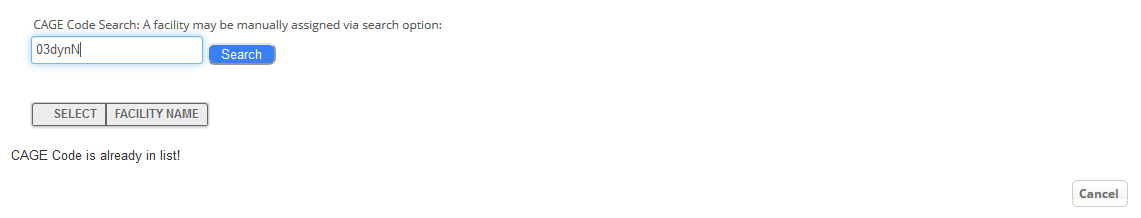 CAGE Code Search: A facility may be manually assigned via search option:
03dynN
Search
SELECT FACILITY NAME
CAGE Code is already in list!
Cancel